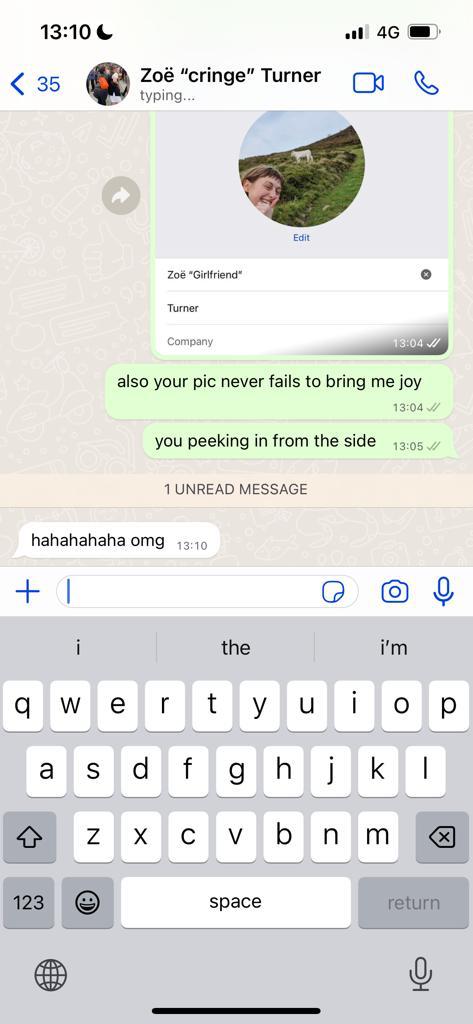 13:10
4G
35
Zoë “cringe” Turner
typing...
Edit
Zoë “Girlfriend”
Turner
Company
13:04
also your pic never fails to bring me joy
13:04
you peeking in from the side
13:05
1 UNREAD MESSAGE
hahahahaha omg
13:10
i the i’m
q w e r t y u i o p
a s d f g h j k l
z x c v b n m
123 space return